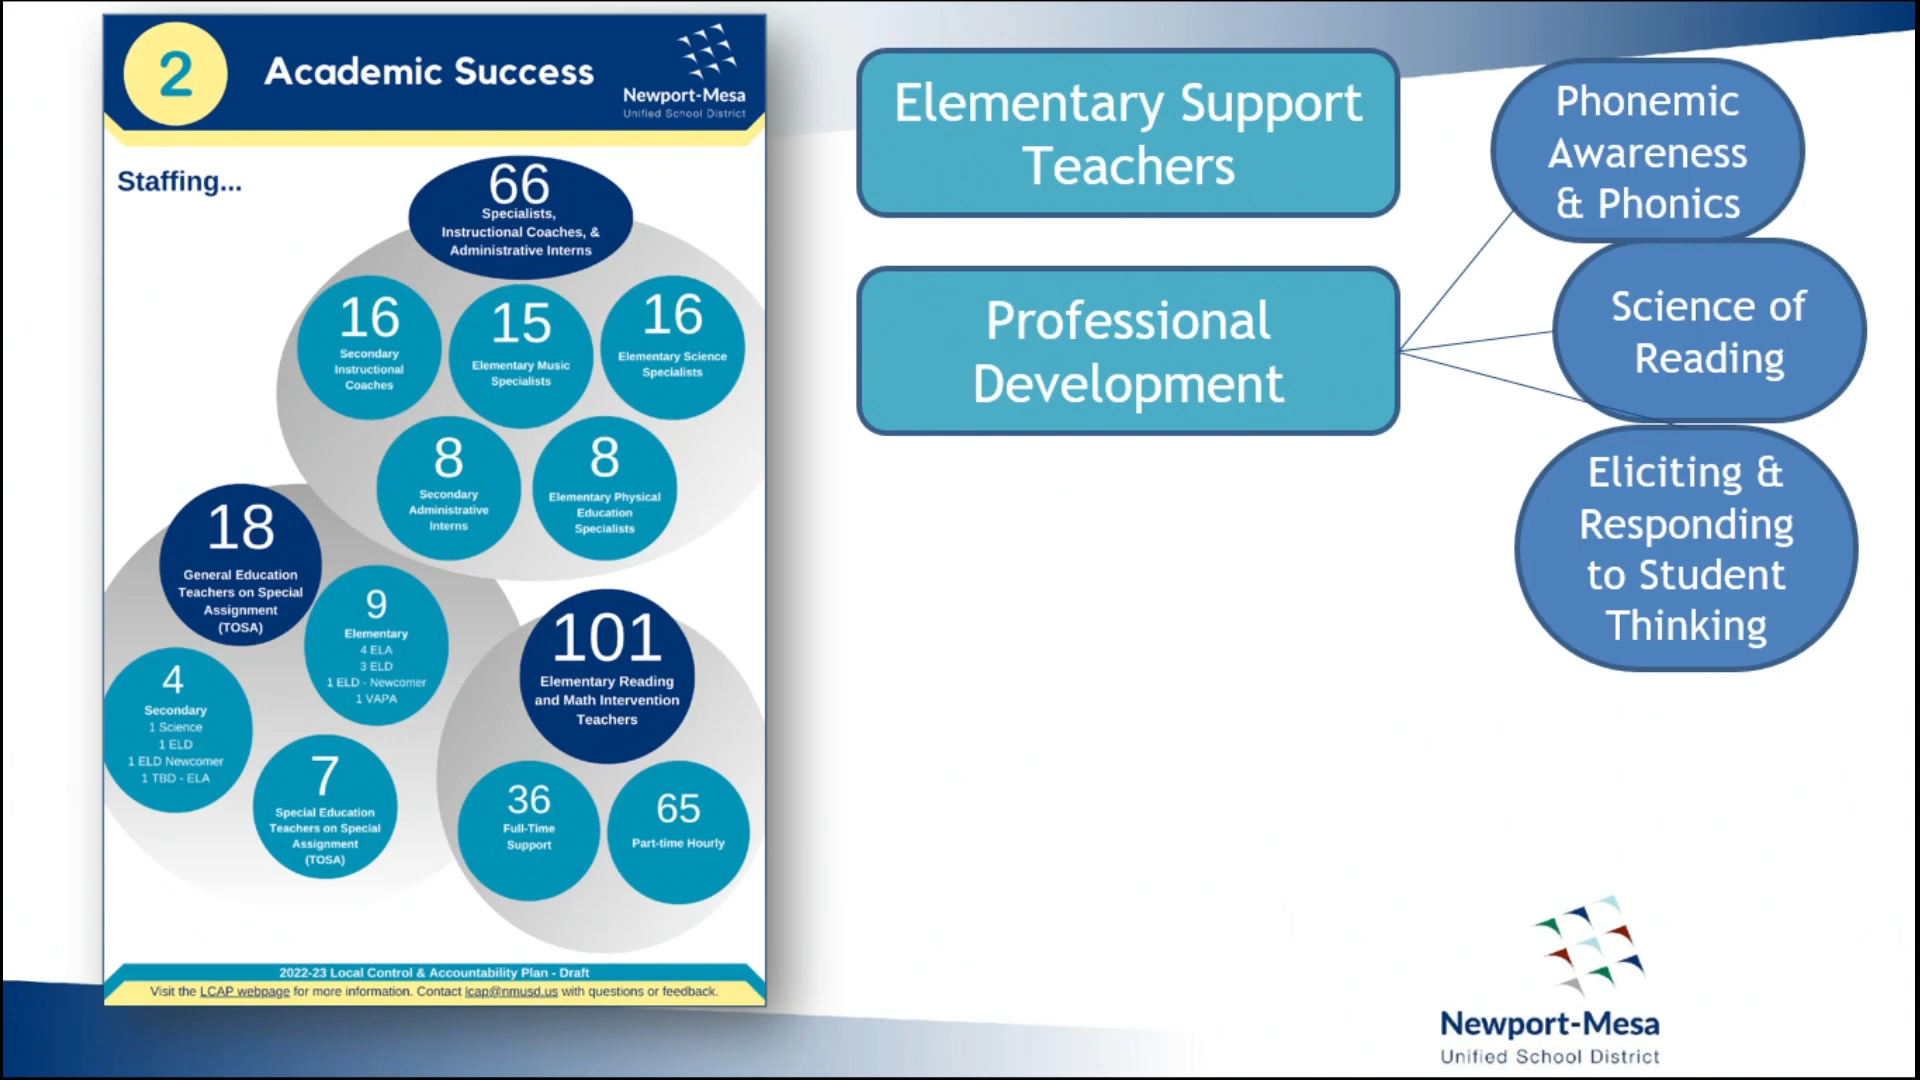 2
Academic Success
Newport-Mesa
Unified School District
Staffing...
66
Specialists,
Instructional Coaches, &
Administrative Interns
16
Secondary
Instructional
Coaches
15
Elementary Music
Specialists
16
Elementary Science
Specialists
8
Secondary
Administrative
Interns
8
Elementary Physical
Education
Specialists
18
General Education
Teachers on Special
Assignment
(TOSA)
9
Elementary
4 ELA
3 ELD
1 ELD - Newcomer
1 VAPA
4
Secondary
1 Science
1 ELD
1 ELD Newcomer
1 TBD - ELA
7
Special Education
Teachers on Special
Assignment
(TOSA)
101
Elementary Reading
and Math Intervention
Teachers
36
Full-Time
Support
65
Part-time Hourly
2022-23 Local Control & Accountability Plan - Draft
Visit the LCAP webpage for more information. Contact lcap@nmusd.us with questions or feedback.
Elementary Support
Teachers
Professional
Development
Phonemic
Awareness
& Phonics
Science of
Reading
Eliciting &
Responding
to Student
Thinking
Newport-Mesa
Unified School District